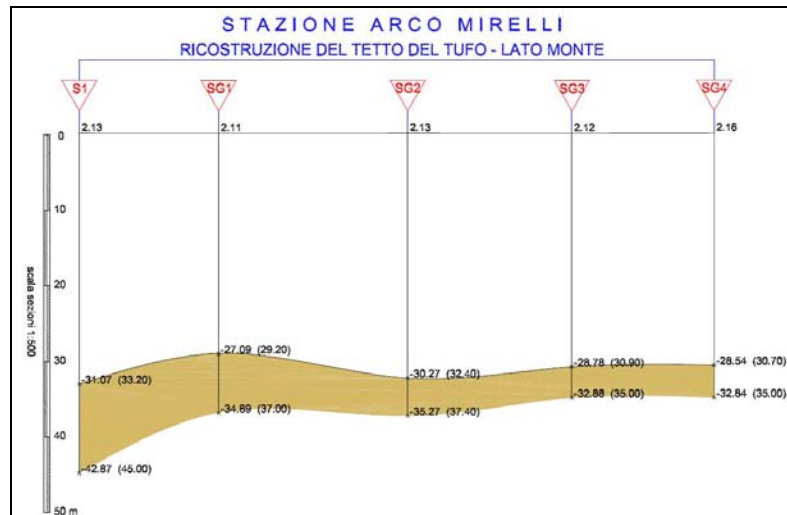 STAZIONE ARCO MIRELLI
RICOSTRUZIONE DEL TETTO DEL TUFO - LATO MONTE
S1 SG1 SG2 SG3 SG4
2.13 2.11 2.13 2.12 2.16
0
10
20
scala sezioni 1:500
30
-31.07 (33.20)
-27.09 (29.20)
-30.27 (32.40)
-28.78 (30.90)
-28.54 (30.70)
-34.89 (37.00)
-35.27 (37.40)
-32.88 (35.00)
-32.84 (35.00)
40
-42.87 (45.00)
50 m